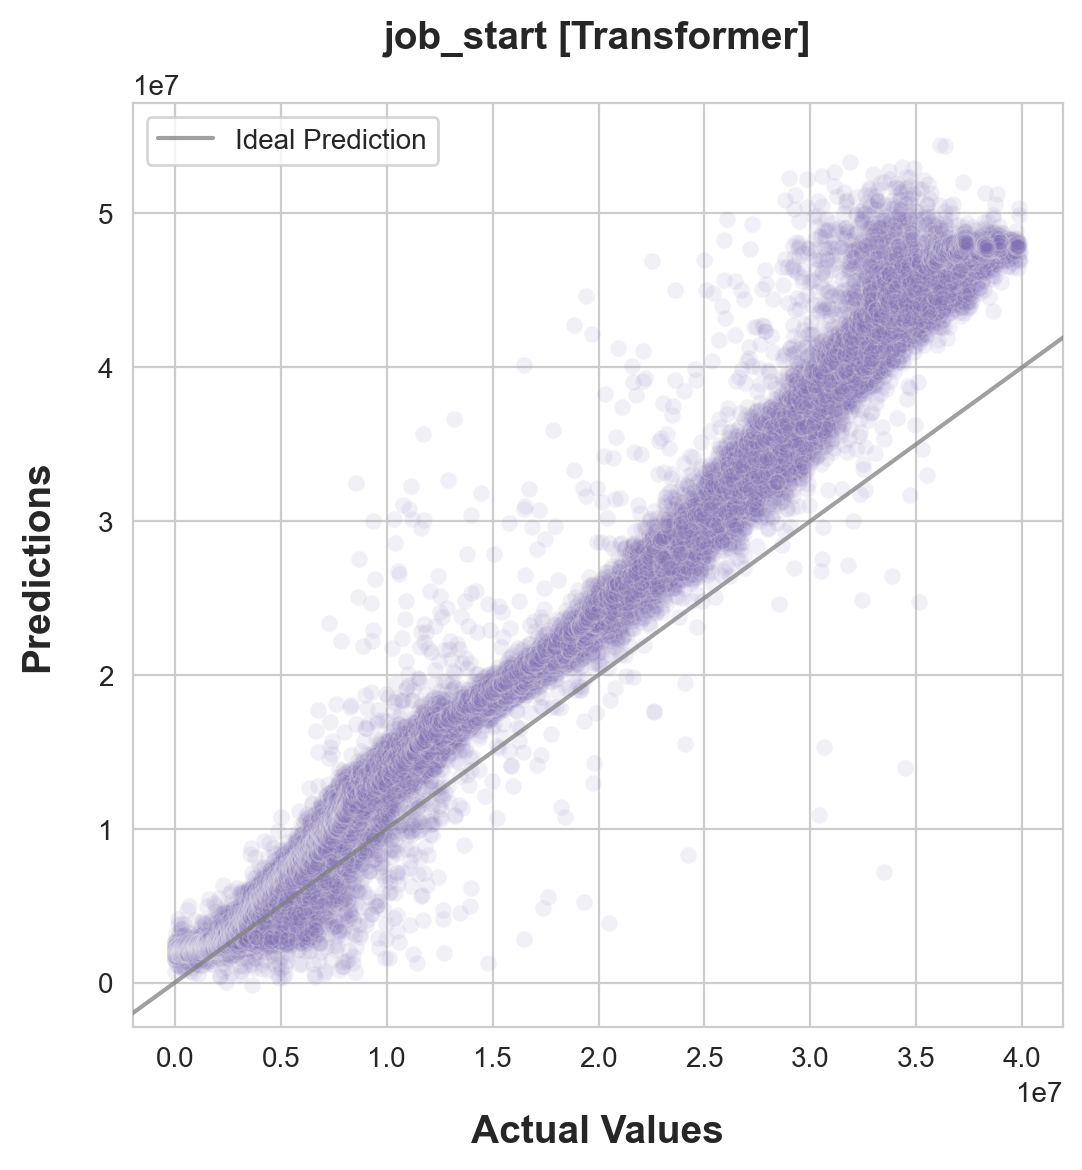 job_start [Transformer]
1e7
Ideal Prediction
5
4
3
2
1
0
Predictions
0.0 0.5 1.0 1.5 2.0 2.5 3.0 3.5 4.0
1e7
Actual Values